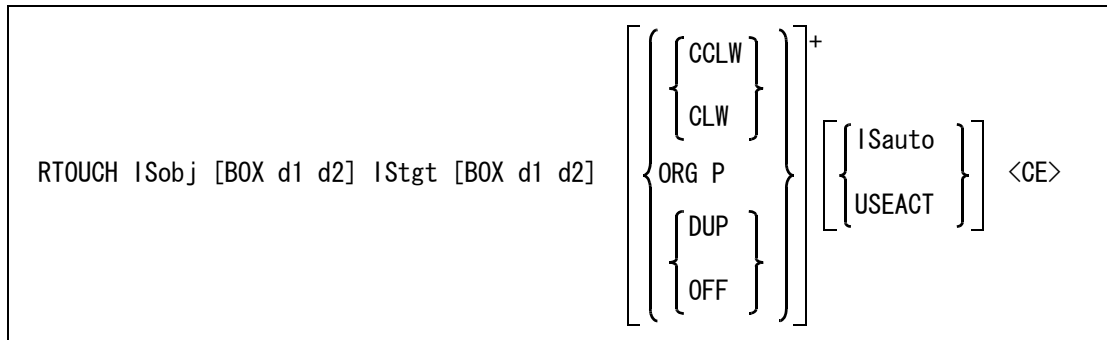 CCLW
+
CLW
ISauto
RTOUCH ISobj [BOX d1 d2] IStgt [BOX d1 d2] ORG P <CE>
USEACT
DUP
OFF